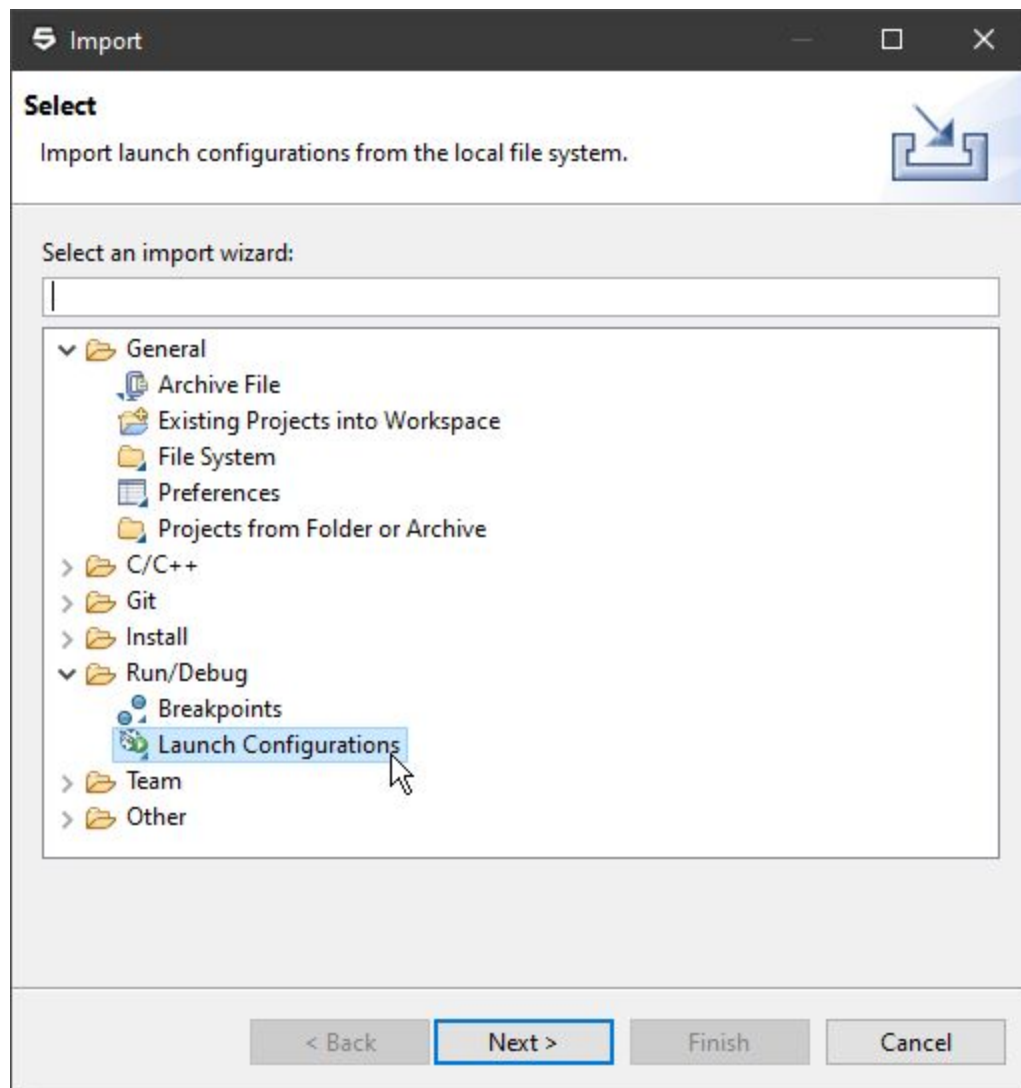 Import
Select
Import launch configurations from the local file system.
Select an import wizard:
General
Archive File
Existing Projects into Workspace
File System
Preferences
Projects from Folder or Archive
C/C++
Git
Install
Run/Debug
Breakpoints
Launch Configurations
Team
Other
< Back Next > Finish Cancel